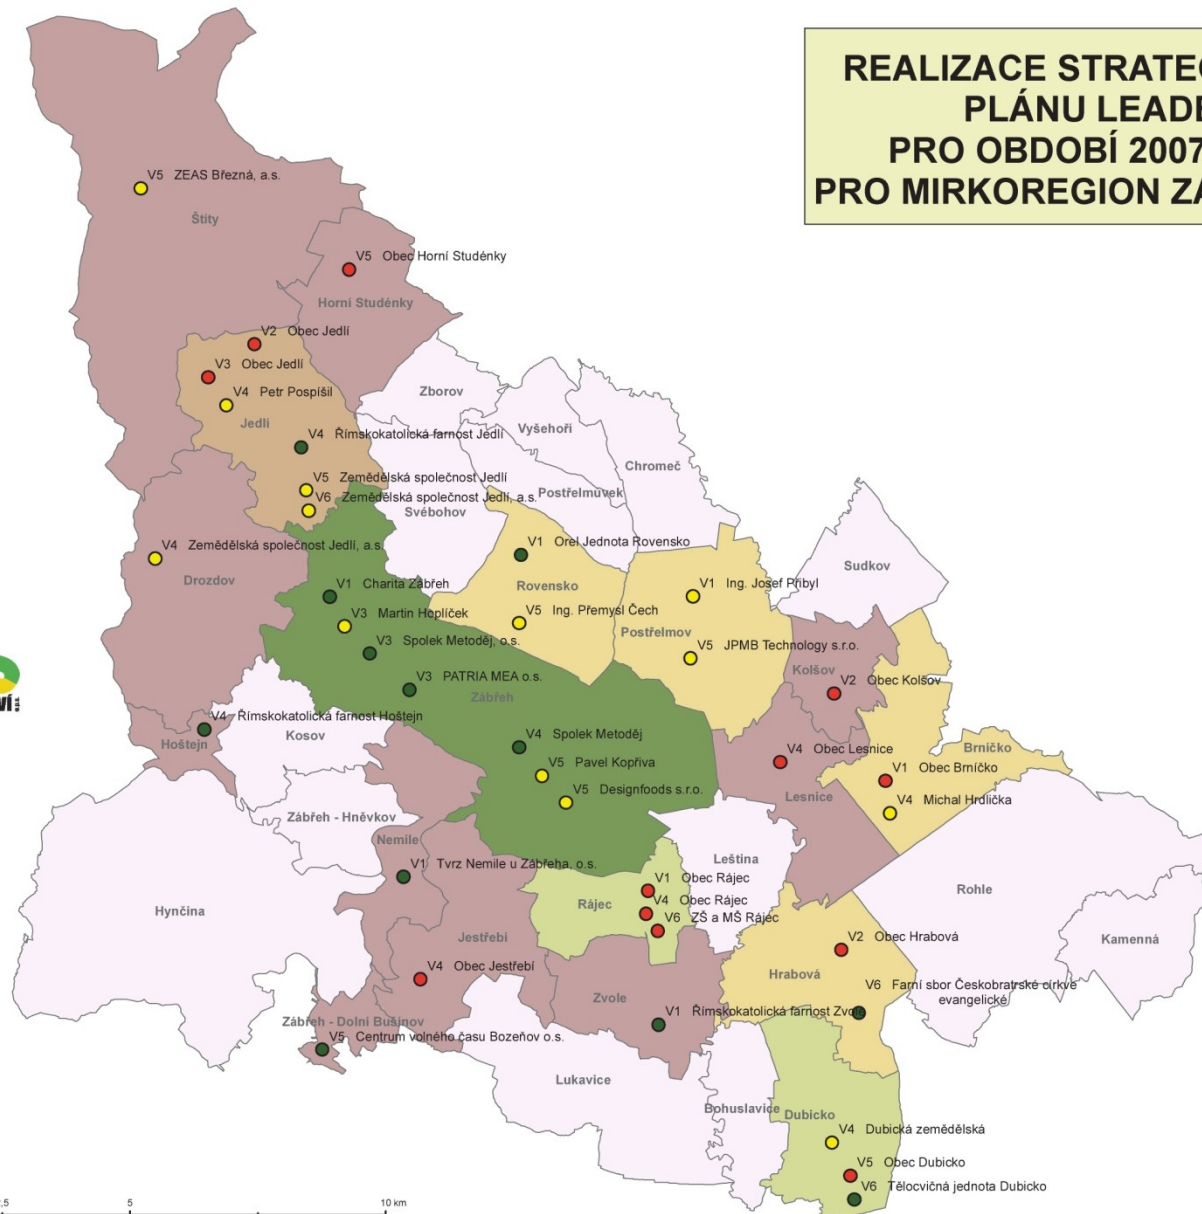 REALIZACE STRATEG
PLÁNU LEADE
PRO OBDOBÍ 2007
PRO MIRKOREGION ZÁ
V5 ZEAS Březná, a.s.
Štíty
V5 Obec Horní Studénky
Horní Studénky
V2 Obec Jedlí
V3 Obec Jedlí
V4 Petr Pospíšil
Jedlí
V4 Římskokatolická farnost Jedlí
V5 Zemědělská společnost Jedlí
V6 Zemědělská společnost Jedlí, a.s.
Zborov
Vyšehoří
Chromeč
Postřelmůvek
Svébohov
V4 Zemědělská společnost Jedlí, a.s.
Drozdov
V1 Orel Jednota Rovensko
Rovensko
V5 Ing. Přemysl Čech
Sudkov
V1 Charita Zábřeh
V3 Martin Hoplíček
V3 Spolek Metoděj, o.s.
V3 PATRIA MEA o.s.
Zábřeh
V1 Ing. Josef Přibyl
Postřelmov
V5 JPMB Technology s.r.o.
Kolšov
V2 Obec Kolšov
V4 Římskokatolická farnost Hoštejn
Hoštejn
Kosov
V4 Spolek Metoděj
V5 Pavel Kopřiva
V5 Designfoods s.r.o.
V4 Obec Lesnice
Lesnice
Brníčko
V1 Obec Brníčko
V4 Michal Hrdlička
Zábřeh - Hněvkov
Nemile
V1 Tvrz Nemile u Zábřeha, o.s.
Leština
V1 Obec Rájec
V4 Obec Rájec
V6 ZŠ a MŠ Rájec
Rájec
Rohle
Hynčina
Kamenná
Jestřebí
V4 Obec Jestřebí
V2 Obec Hrabová
Hrabová
V6 Farní sbor Českobratrské církve
evangelické
Zvole
V1 Římskokatolická farnost Zvole
Zábřeh - Dolní Bušínov
V5 Centrum volného času Bozeňov o.s.
Lukavice
Bohuslavice
Dubicko
V4 Dubická zemědělská
V5 Obec Dubicko
V6 Tělocvičná jednota Dubicko
2,5 5 10 km